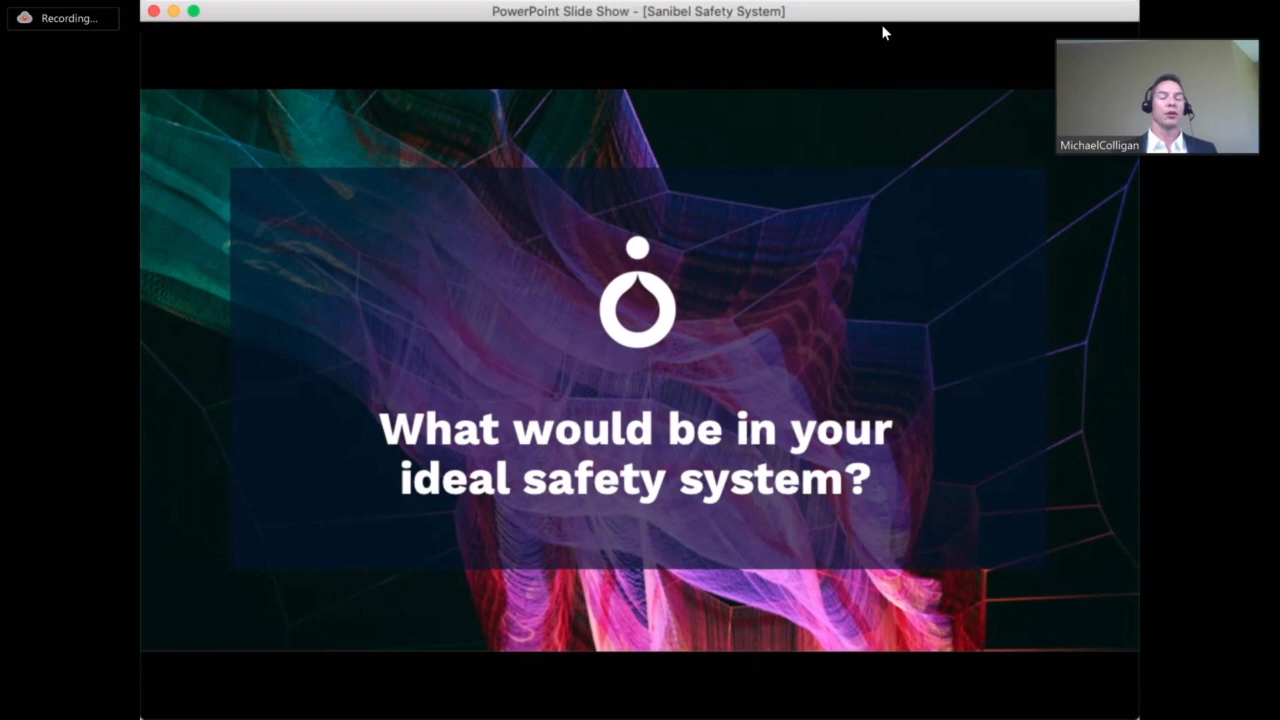 Recording...
PowerPoint Slide Show - [Sanibel Safety System]
MichaelColligan
What would be in your
ideal safety system?